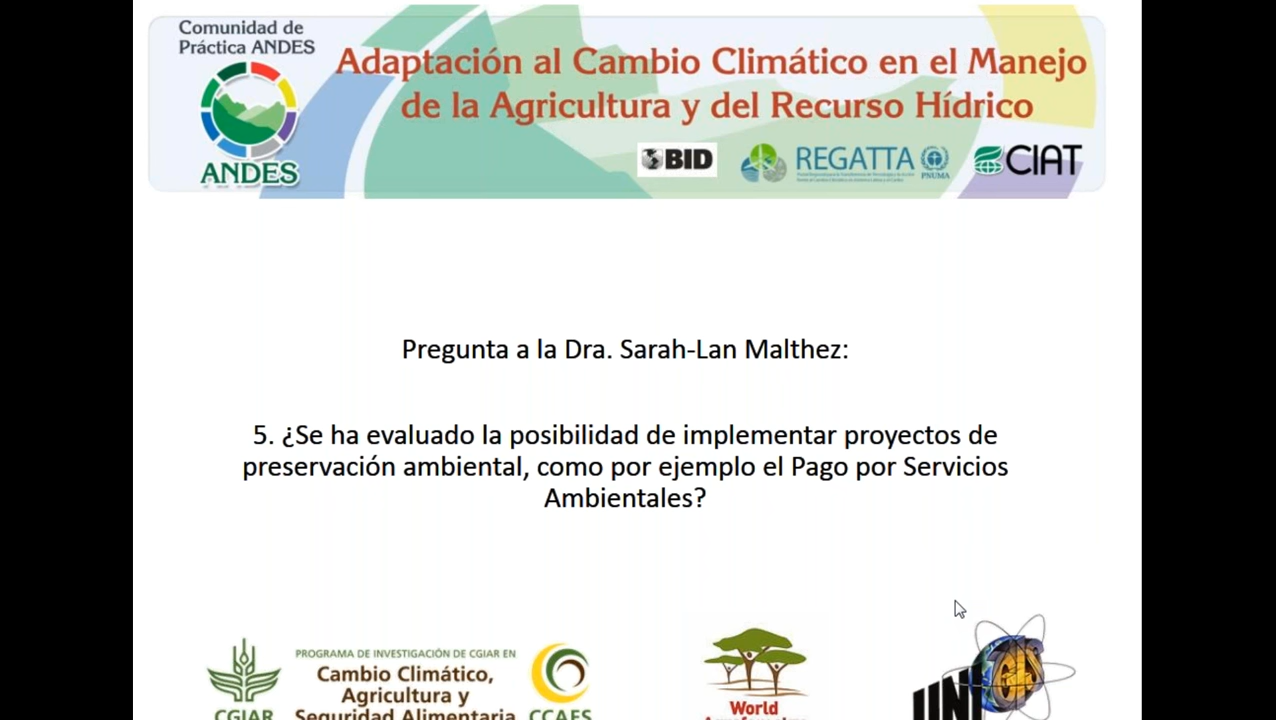 Comunidad de
Práctica ANDES
ANDES
Adaptación al Cambio Climático en el Manejo
de la Agricultura y del Recurso Hídrico
BID
REGATTA
PNUMA
CIAT
Pregunta a la Dra. Sarah-Lan Malthez:
5. ¿Se ha evaluado la posibilidad de implementar proyectos de
preservación ambiental, como por ejemplo el Pago por Servicios
Ambientales?
CGIAR
PROGRAMA DE INVESTIGACIÓN DE CGIAR EN
Cambio Climático,
Agricultura y
Seguridad Alimentaria
CCAFS
World